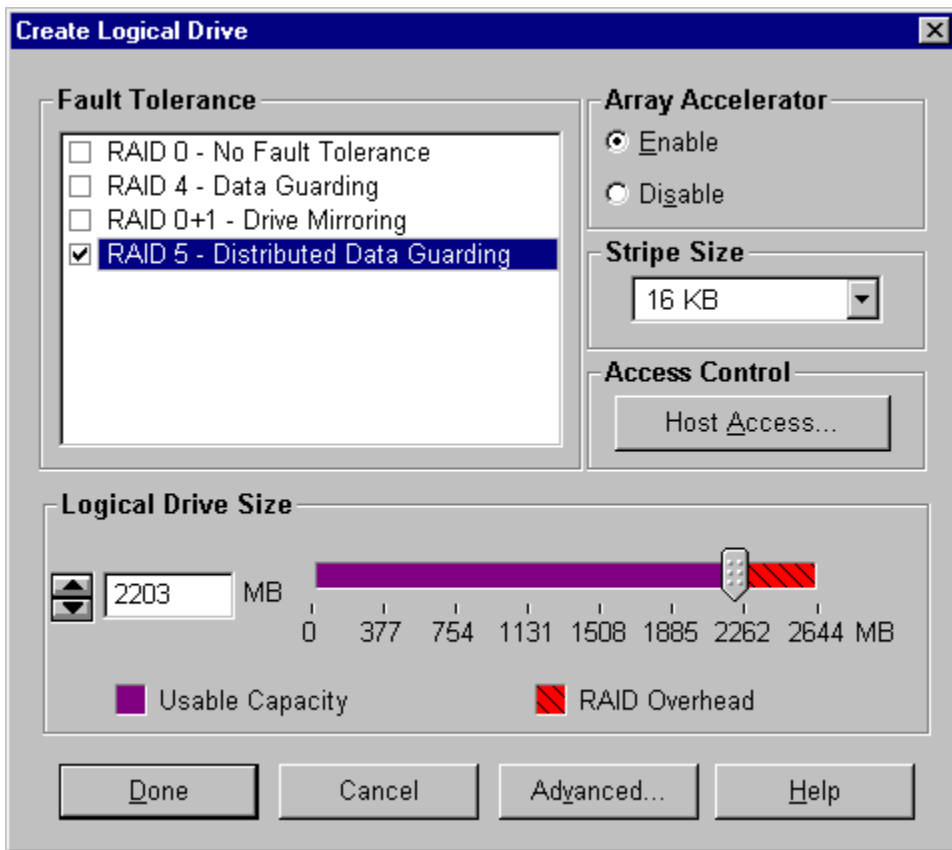 Create Logical Drive
Fault Tolerance
RAID 0 - No Fault Tolerance
RAID 4 - Data Guarding
RAID 0+1 - Drive Mirroring
RAID 5 - Distributed Data Guarding
Array Accelerator
Enable
Disable
Stripe Size
16 KB
Access Control
Host Access...
Logical Drive Size
2203 MB
0 377 754 1131 1508 1885 2262 2644 MB
Usable Capacity
RAID Overhead
Done
Cancel
Advanced...
Help